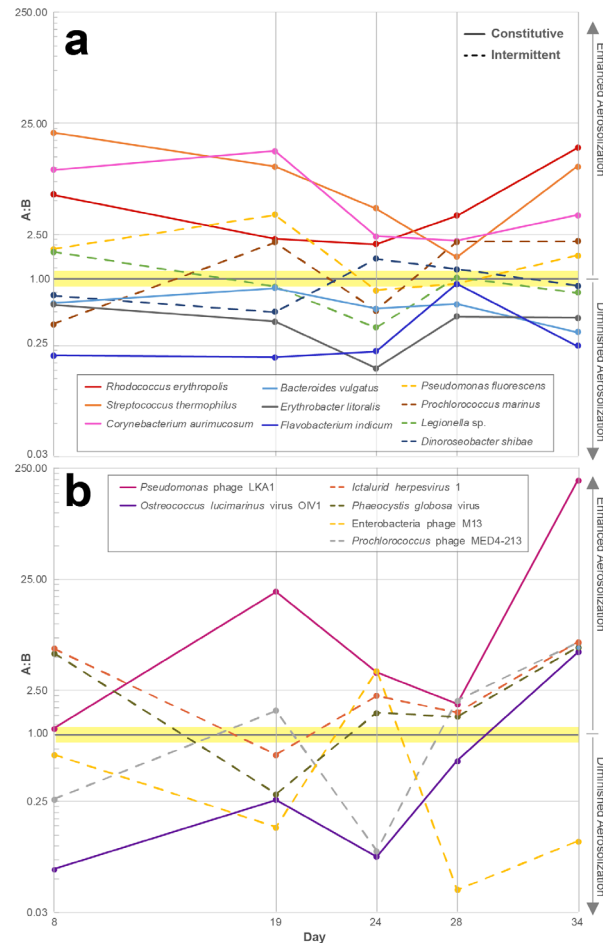 a
250.00
25.00
2.50
1.00
0.25
0.03
A:B
Constitutive
Intermittent
Enhanced Aerosolization
Diminished Aerosolization
Rhodococcus erythropolis
Streptococcus thermophilus
Corynebacterium aurimucosum
Bacteroides vulgatus
Erythrobacter litoralis
Flavobacterium indicum
Pseudomonas fluorescens
Prochlorococcus marinus
Legionella sp.
Dinoroseobacter shibae
b
250.00
25.00
2.50
1.00
0.25
0.03
A:B
Pseudomonas phage LKA1
Ostreococcus lucimarinus virus OlV1
Ictalurid herpesvirus 1
Phaeocystis globosa virus
Enterobacteria phage M13
Prochlorococcus phage MED4-213
Enhanced Aerosolization
Diminished Aerosolization
8
19
24
28
34
Day